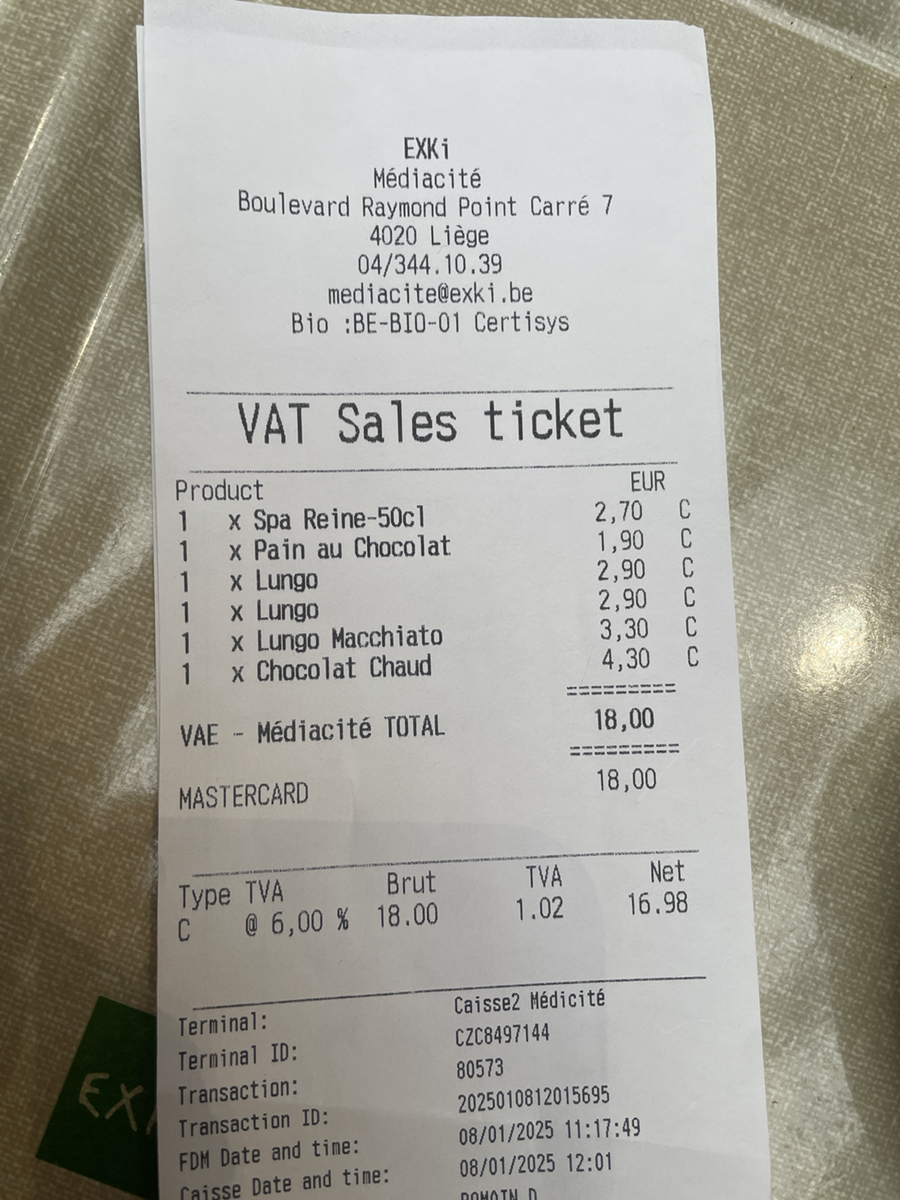 EXKi
Médiacité
Boulevard Raymond Point Carré 7
4020 Liège
04/344.10.39
mediacite@exki.be
Bio :BE-BIO-01 Certisys
VAT Sales ticket
Product EUR
1 x Spa Reine-50cl 2,70 C
1 x Pain au Chocolat 1,90 C
1 x Lungo 2,90 C
1 x Lungo 2,90 C
1 x Lungo Macchiato 3,30 C
1 x Chocolat Chaud 4,30 C
=========
VAE - Médiacité TOTAL 18,00
=========
MASTERCARD 18,00
Type TVA Brut TVA Net
C @ 6,00 % 18.00 1.02 16.98
Terminal: Caisse2 Médicité
Terminal ID: CZC8497144
Transaction: 80573
Transaction ID: 2025010812015695
FDM Date and time: 08/01/2025 11:17:49
Caisse Date and time: 08/01/2025 12:01